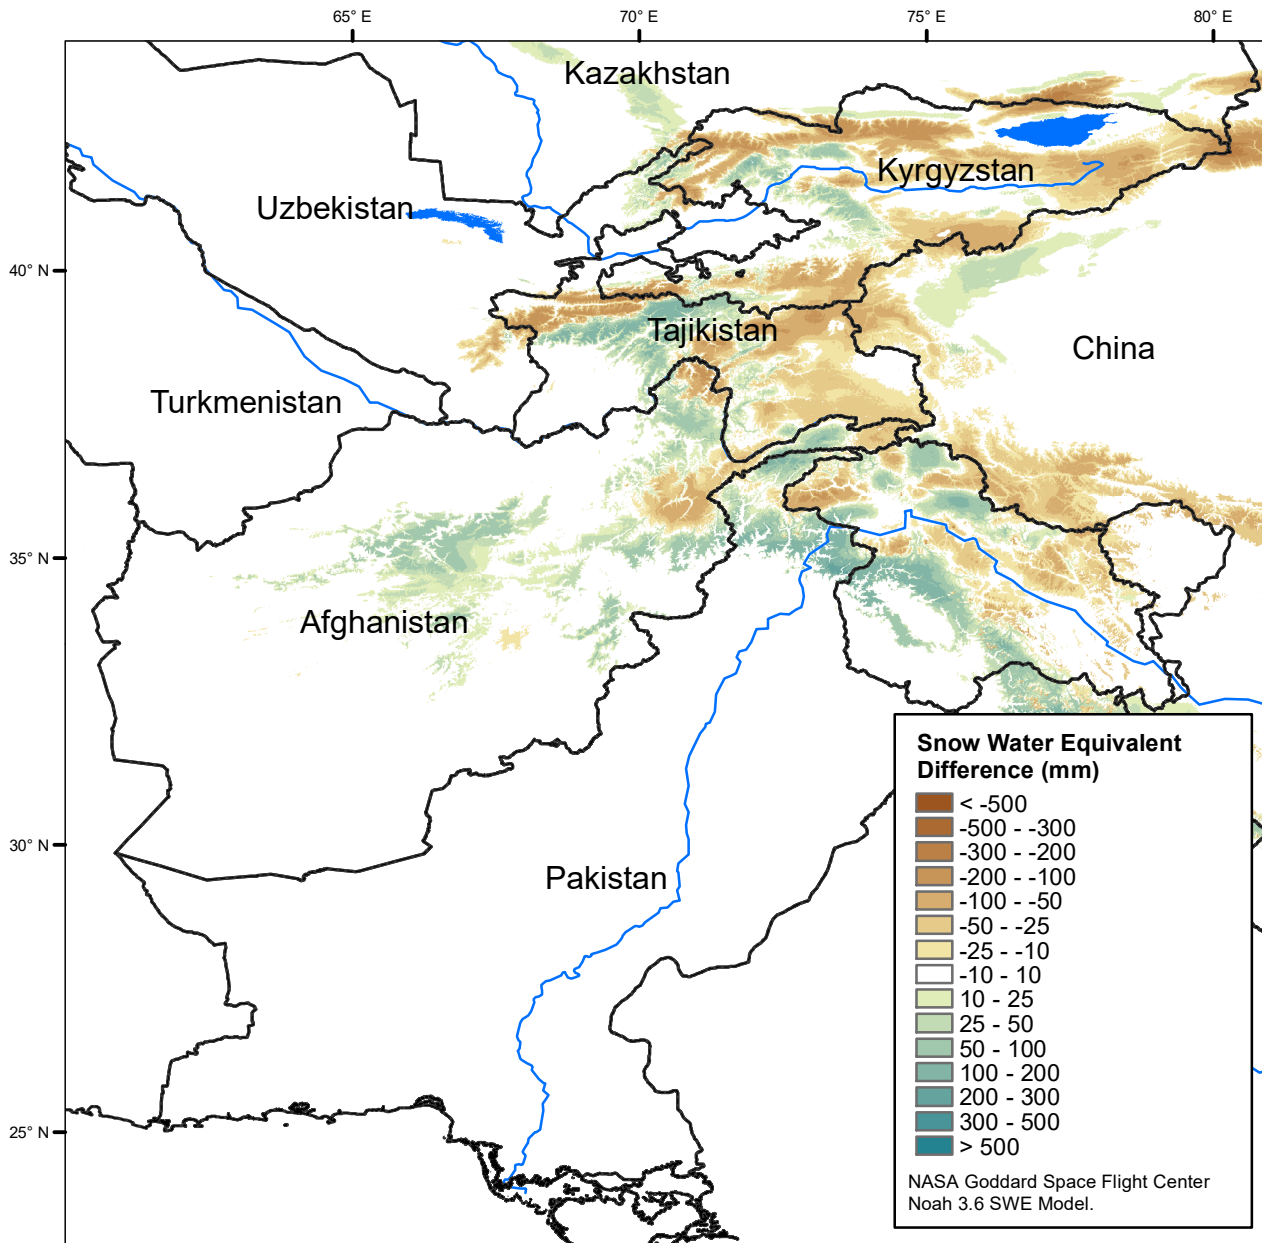 65° E
70° E
75° E
80° E
Kazakhstan
Kyrgyzstan
Uzbekistan
40° N
Tajikistan
China
Turkmenistan
35° N
Afghanistan
30° N
Pakistan
25° N
Snow Water Equivalent
Difference (mm)
< -500
-500 - -300
-300 - -200
-200 - -100
-100 - -50
-50 - -25
-25 - -10
-10 - 10
10 - 25
25 - 50
50 - 100
100 - 200
200 - 300
300 - 500
> 500
NASA Goddard Space Flight Center
Noah 3.6 SWE Model.